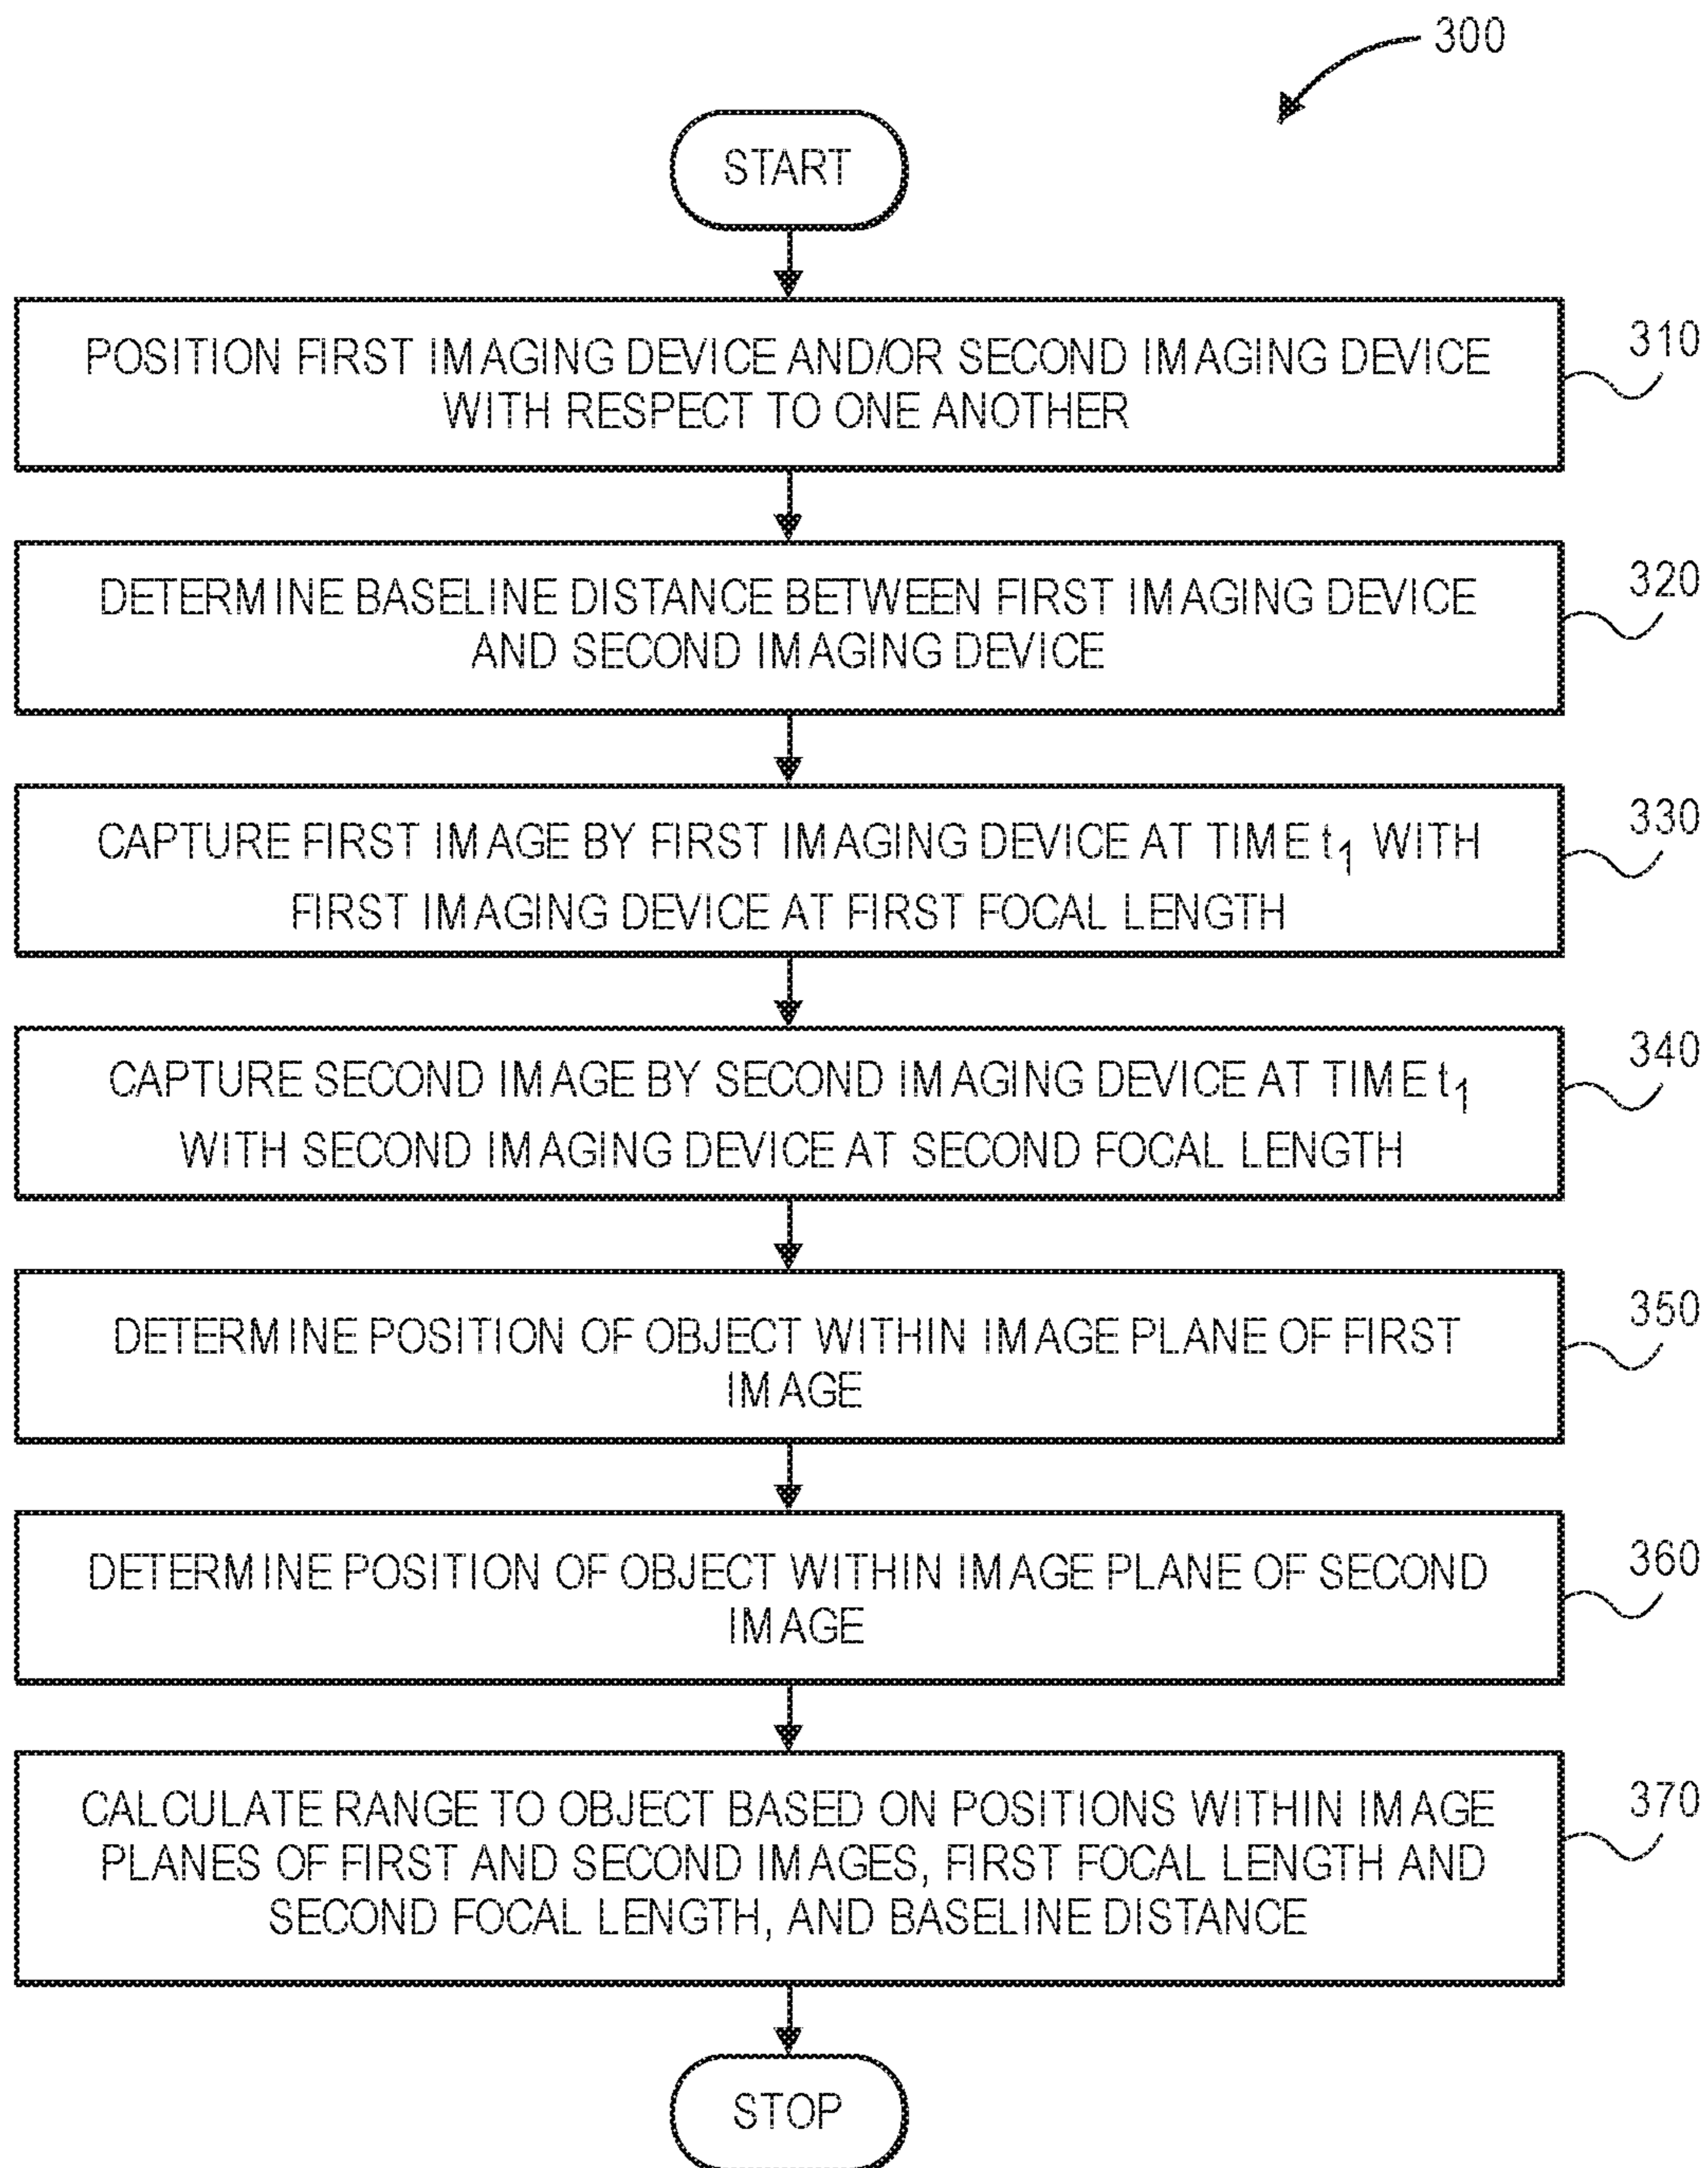 300
START
POSITION FIRST IMAGING DEVICE AND/OR SECOND IMAGING DEVICE
WITH RESPECT TO ONE ANOTHER
310
DETERMINE BASELINE DISTANCE BETWEEN FIRST IMAGING DEVICE
AND SECOND IMAGING DEVICE
320
CAPTURE FIRST IMAGE BY FIRST IMAGING DEVICE AT TIME t1 WITH
FIRST IMAGING DEVICE AT FIRST FOCAL LENGTH
330
CAPTURE SECOND IMAGE BY SECOND IMAGING DEVICE AT TIME t1
WITH SECOND IMAGING DEVICE AT SECOND FOCAL LENGTH
340
DETERMINE POSITION OF OBJECT WITHIN IMAGE PLANE OF FIRST
IMAGE
350
DETERMINE POSITION OF OBJECT WITHIN IMAGE PLANE OF SECOND
IMAGE
360
CALCULATE RANGE TO OBJECT BASED ON POSITIONS WITHIN IMAGE
PLANES OF FIRST AND SECOND IMAGES, FIRST FOCAL LENGTH AND
SECOND FOCAL LENGTH, AND BASELINE DISTANCE
370
STOP